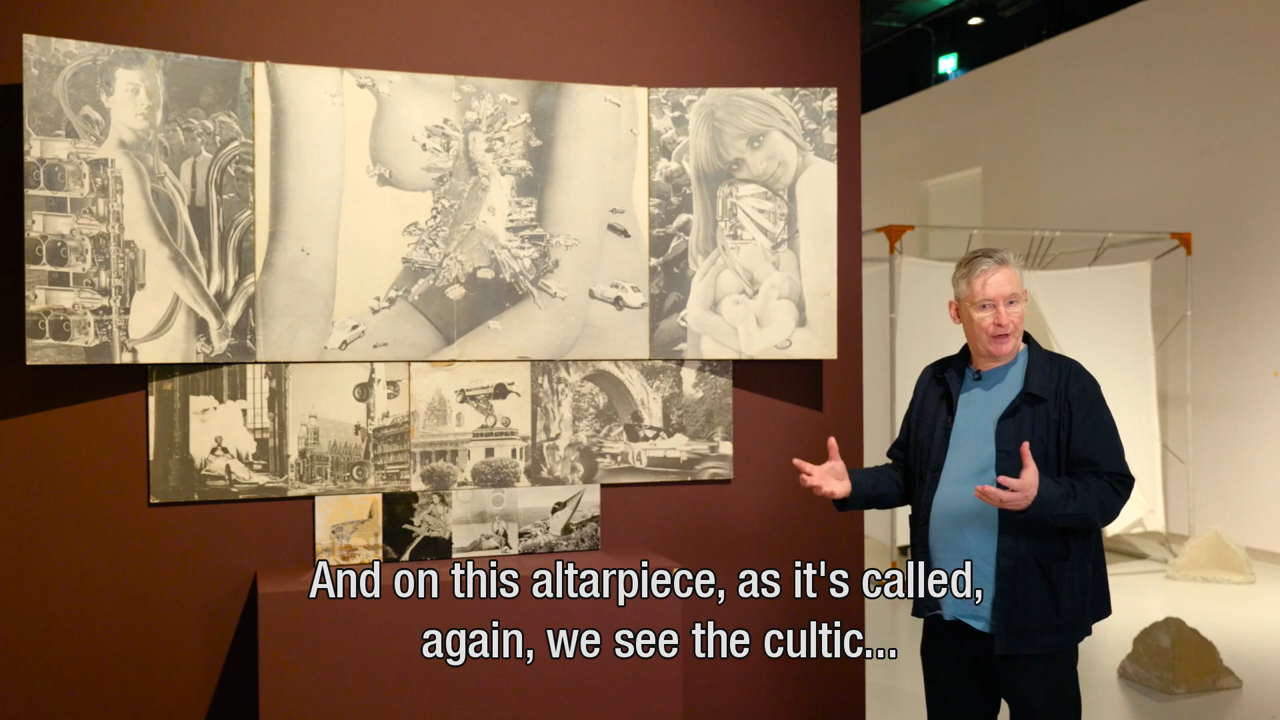 And on this altarpiece, as it's called,
again, we see the cultic...